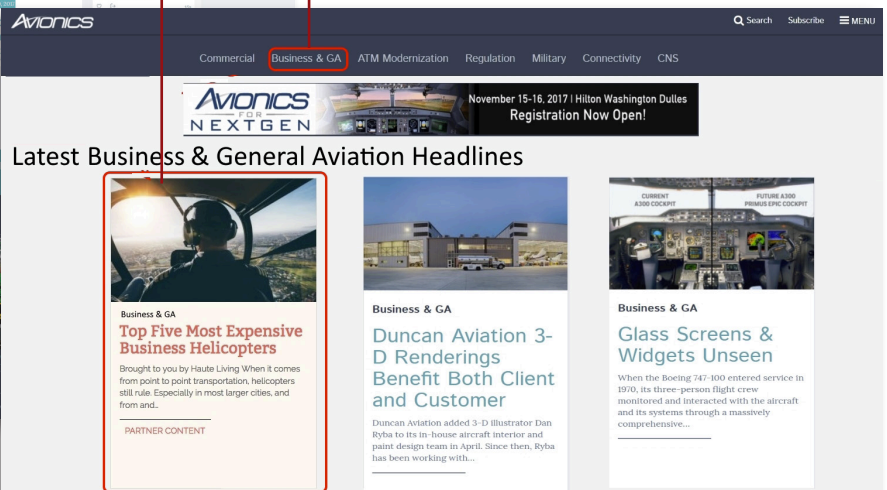 AVIONICS
Search Subscribe MENU
Commercial Business & GA ATM Modernization Regulation Military Connectivity CNS
AVIONICS
FOR
NEXTGEN
November 15-16, 2017 I Hilton Washington Dulles
Registration Now Open!
Latest Business & General Aviation Headlines
Business & GA
Top Five Most Expensive
Business Helicopters
Brought to you by Haute Living When it comes
from point to point transportation, helicopters
still rule. Especially in most larger cities, and
from and...
PARTNER CONTENT
Business & GA
Duncan Aviation 3-
D Renderings
Benefit Both Client
and Customer
Duncan Aviation added 3-D illustrator Dan
Ryba to its in-house aircraft interior and
paint design team in April. Since then, Ryba
has been working with...
CURRENT
A300 COCKPIT
FUTURE A300
PRIMUS EPIC COCKPIT
Business & GA
Glass Screens &
Widgets Unseen
When the Boeing 747-100 entered service in
1970, its three-person flight crew
monitored and interacted with the aircraft
and its systems through a massively
comprehensive...